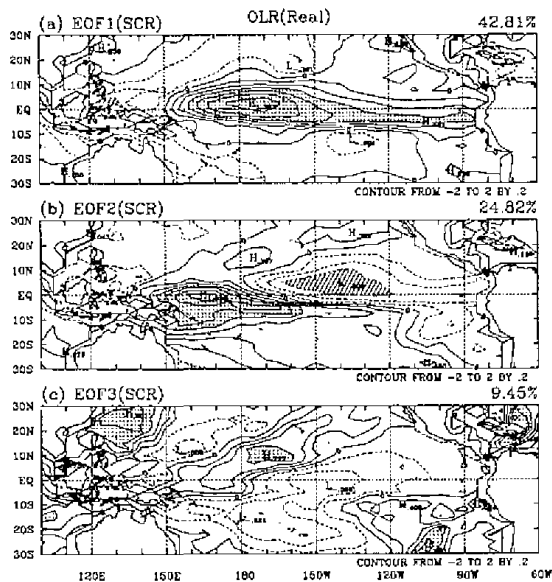 OLR(Real)
(a) EOF1(SCR) 42.81%
30N
20N
10N
EQ
10S
20S
30S
CONTOUR FROM -2 TO 2 BY .2
(b) EOF2(SCR) 24.82%
30N
20N
10N
EQ
10S
20S
30S
CONTOUR FROM -2 TO 2 BY .2
(c) EOF3(SCR) 9.45%
30N
20N
10N
EQ
10S
20S
30S
120E 150E 180 150W 120W 90W 60W
CONTOUR FROM -2 TO 2 BY .2